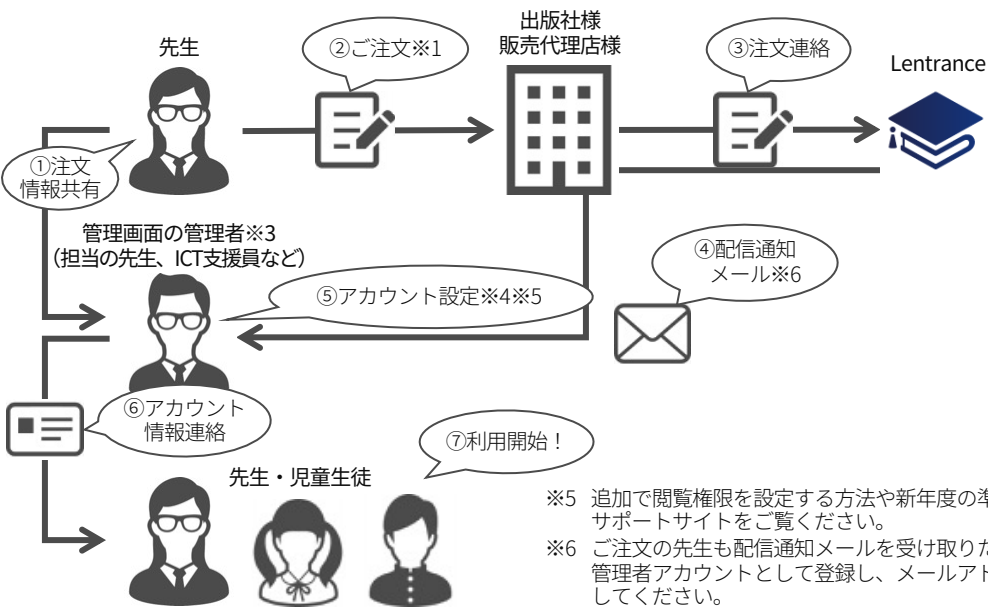 先生
②ご注文※1
出版社様
販売代理店様
③注文連絡
Lentrance
①注文
情報共有
管理画面の管理者※3
（担当の先生、ICT支援員など）
④配信通知
メール※6
⑤アカウント設定※4※5
⑥アカウント
情報連絡
⑦利用開始！
先生・児童生徒
※5 追加で閲覧権限を設定する方法や新年度の準
サポートサイトをご覧ください。
※6 ご注文の先生も配信通知メールを受け取りた
管理者アカウントとして登録し、メールアド
してください。